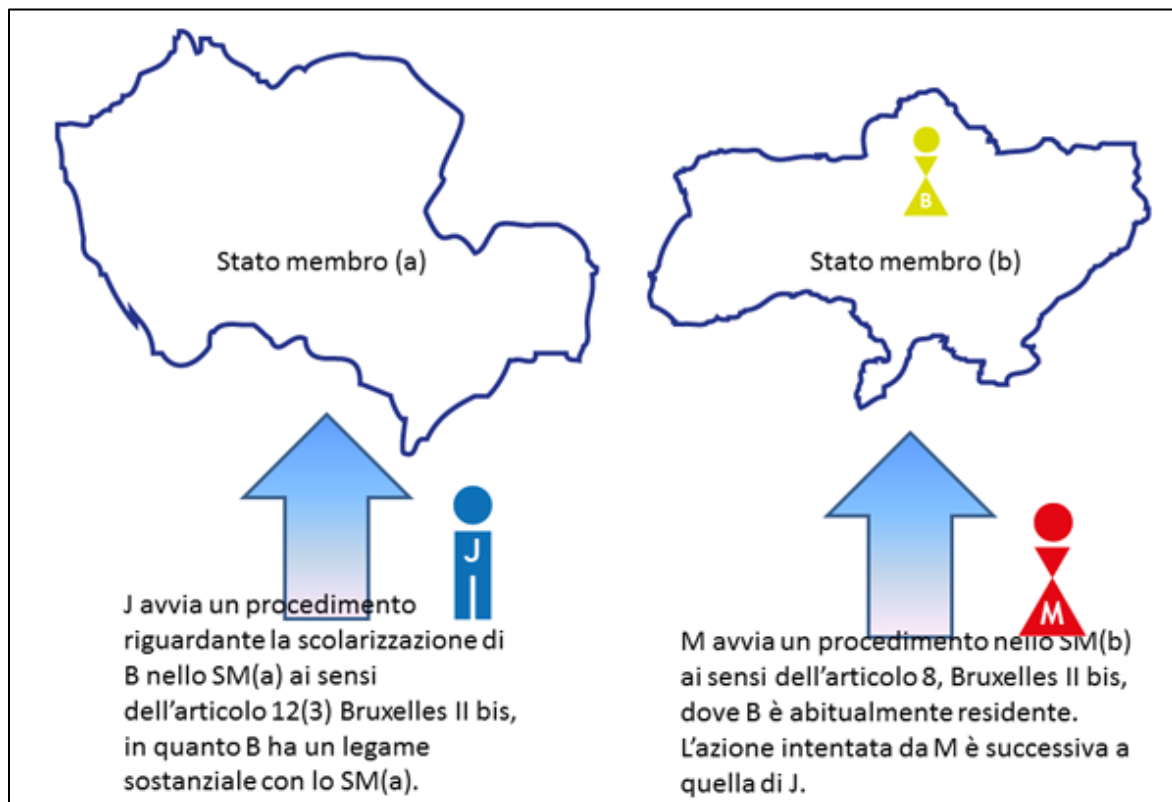 B
Stato membro (a)
Stato membro (b)
J
J avvia un procedimento
riguardante la scolarizzazione di
B nello SM(a) ai sensi
dell’articolo 12(3) Bruxelles II bis,
in quanto B ha un legame
sostanziale con lo SM(a).
M
M avvia un procedimento nello SM(b)
ai sensi dell’articolo 8, Bruxelles II bis,
dove B è abitualmente residente.
L’azione intentata da M è successiva a
quella di J.